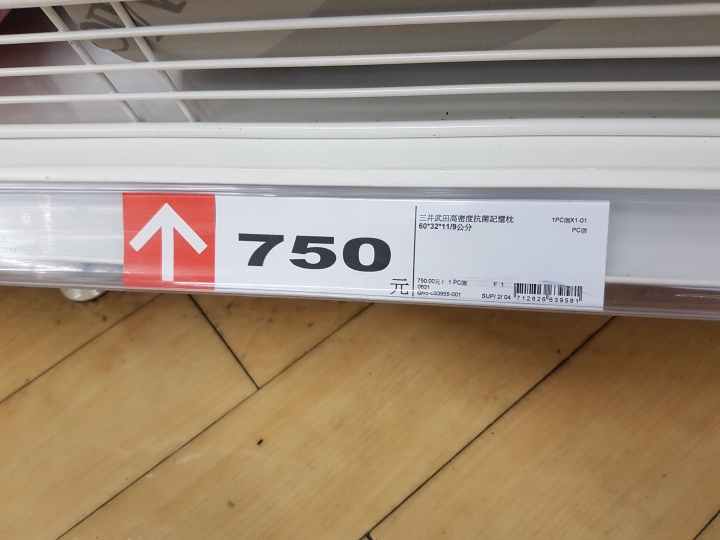 750
元
三井武田高密度抗菌記憶枕
60*32*11/9公分
1PC個X1-01
PC個
750.00元 / 1 PC個
0831
F 1
SUP/ 2/ 04
4712826639581